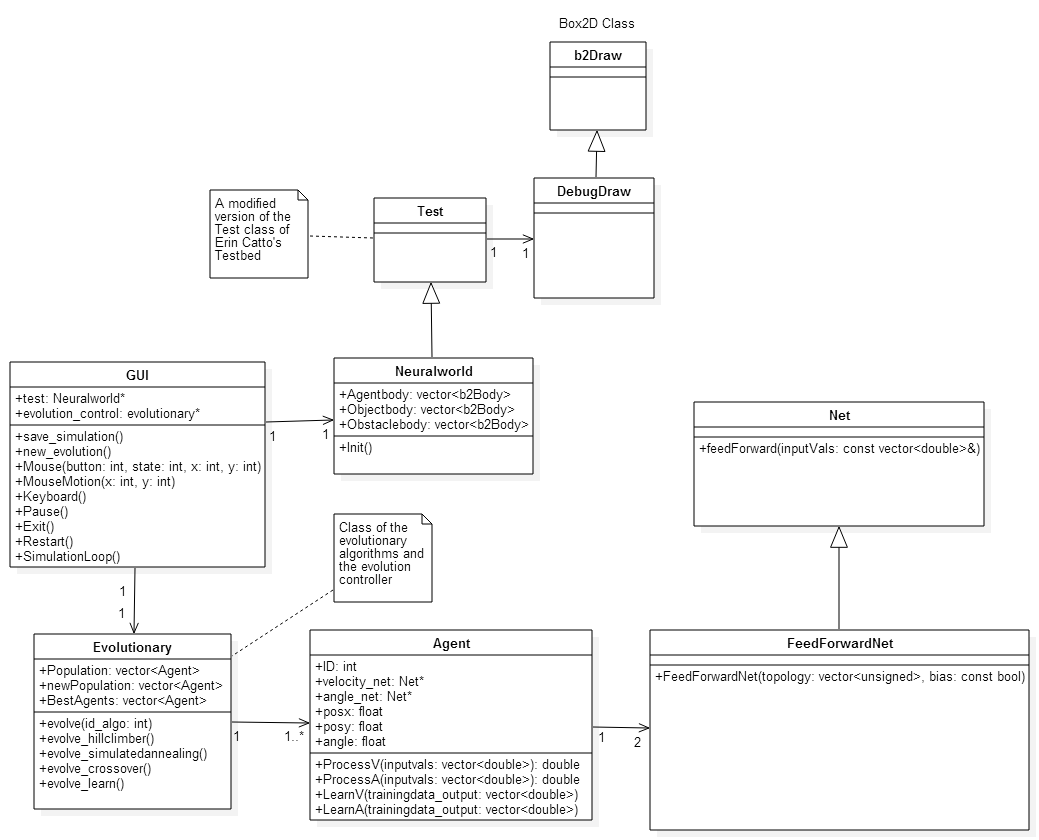 Box2D Class
b2Draw
DebugDraw
A modified
version of the
Test class of
Erin Catto's
Testbed
Test
1
1
GUI
+test: Neuralworld*
+evolution_control: evolutionary*
+save_simulation()
+new_evolution()
+Mouse(button: int, state: int, x: int, y: int)
+MouseMotion(x: int, y: int)
+Keyboard()
+Pause()
+Exit()
+Restart()
+SimulationLoop()
1
1
Neuralworld
+Agentbody: vector<b2Body>
+Objectbody: vector<b2Body>
+Obstaclebody: vector<b2Body>
+Init()
Net
+feedForward(inputVals: const vector<double>&)
Class of the
evolutionary
algorithms and
the evolution
controller
1
1
Evolutionary
+Population: vector<Agent>
+newPopulation: vector<Agent>
+BestAgents: vector<Agent>
+evolve(id_algo: int)
+evolve_hillclimber()
+evolve_simulatedannealing()
+evolve_crossover()
+evolve_learn()
1
1..*
Agent
+ID: int
+velocity_net: Net*
+angle_net: Net*
+posx: float
+posy: float
+angle: float
+ProcessV(inputvals: vector<double>): double
+ProcessA(inputvals: vector<double>): double
+LearnV(trainingdata_output: vector<double>)
+LearnA(trainingdata_output: vector<double>)
1
2
FeedForwardNet
+FeedForwardNet(topology: vector<unsigned>, bias: const bool)